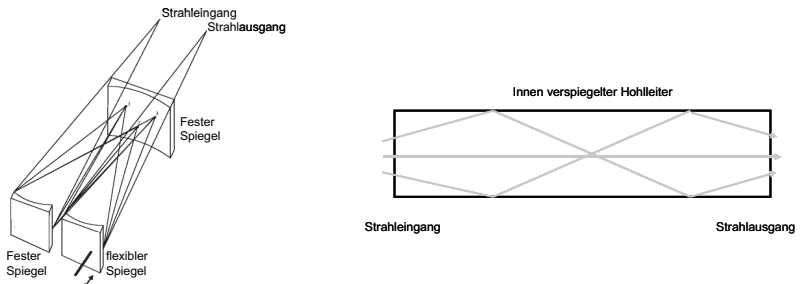 Strahleingang
Strahlausgang
Fester
Spiegel
Fester
Spiegel
flexibler
Spiegel
Innen verspiegelter Hohlleiter
Strahleingang
Strahlausgang